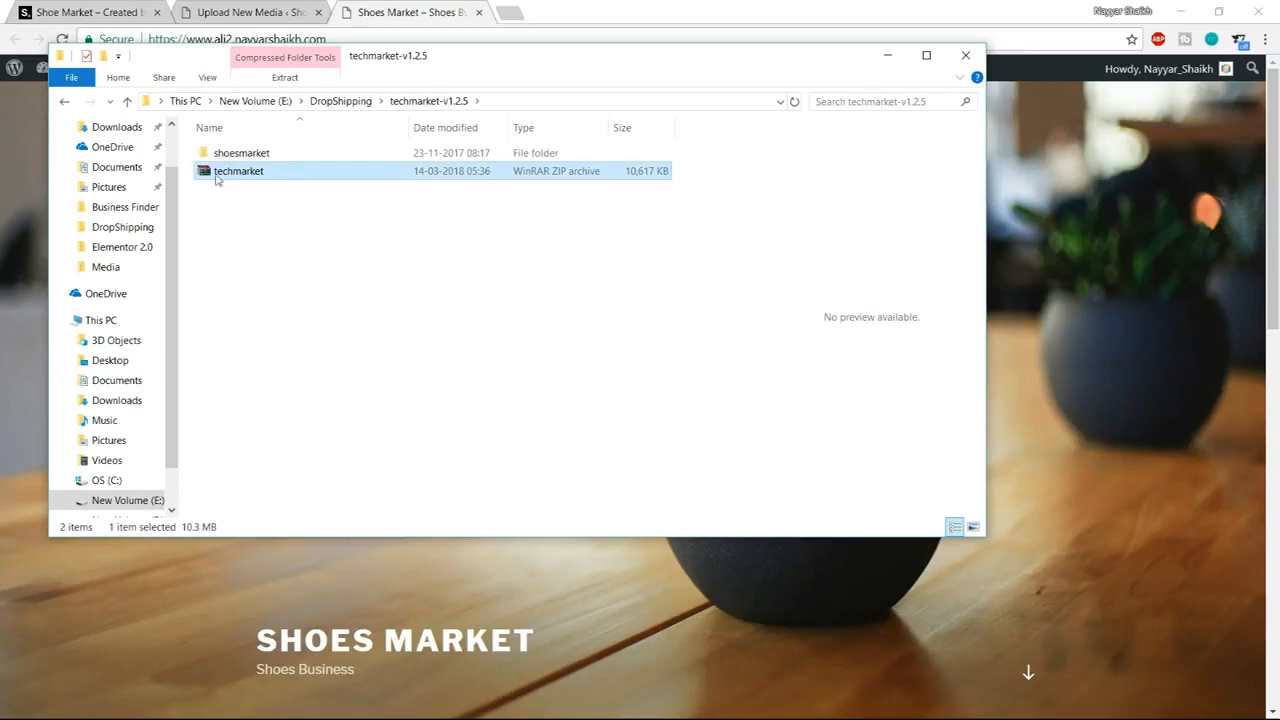 Shoe Market – Created b
Upload New Media ‹ Sho
Shoes Market – Shoes Bu
Nayyar Shaikh
Secure
https://www.ali2.nayyarshaikh.com
ABP
off
Howdy, Nayyar_Shaikh
Compressed Folder Tools
techmarket-v1.2.5
File
Home
Share
View
Extract
This PC
New Volume (E:)
DropShipping
techmarket-v1.2.5
Search techmarket-v1.2.5
Name
Date modified
Type
Size
shoesmarket
23-11-2017 08:17
File folder
techmarket
14-03-2018 05:36
WinRAR ZIP archive
10,617 KB
Downloads
OneDrive
Documents
Pictures
Business Finder
DropShipping
Elementor 2.0
Media
OneDrive
This PC
3D Objects
Desktop
Documents
Downloads
Music
Pictures
Videos
OS (C:)
New Volume (E:)
No preview available.
2 items
1 item selected 10.3 MB
SHOES MARKET
Shoes Business